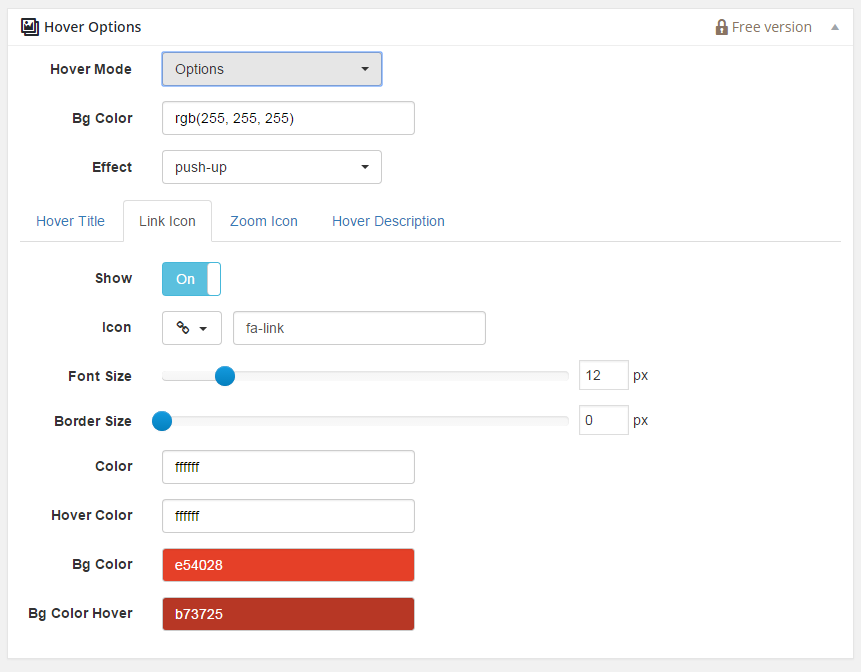 Hover Options Free version
Hover Mode Options
Bg Color rgb(255, 255, 255)
Effect push-up
Hover Title Link Icon Zoom Icon Hover Description
Show On
Icon fa-link
Font Size 12 px
Border Size 0 px
Color ffffff
Hover Color ffffff
Bg Color e54028
Bg Color Hover b73725